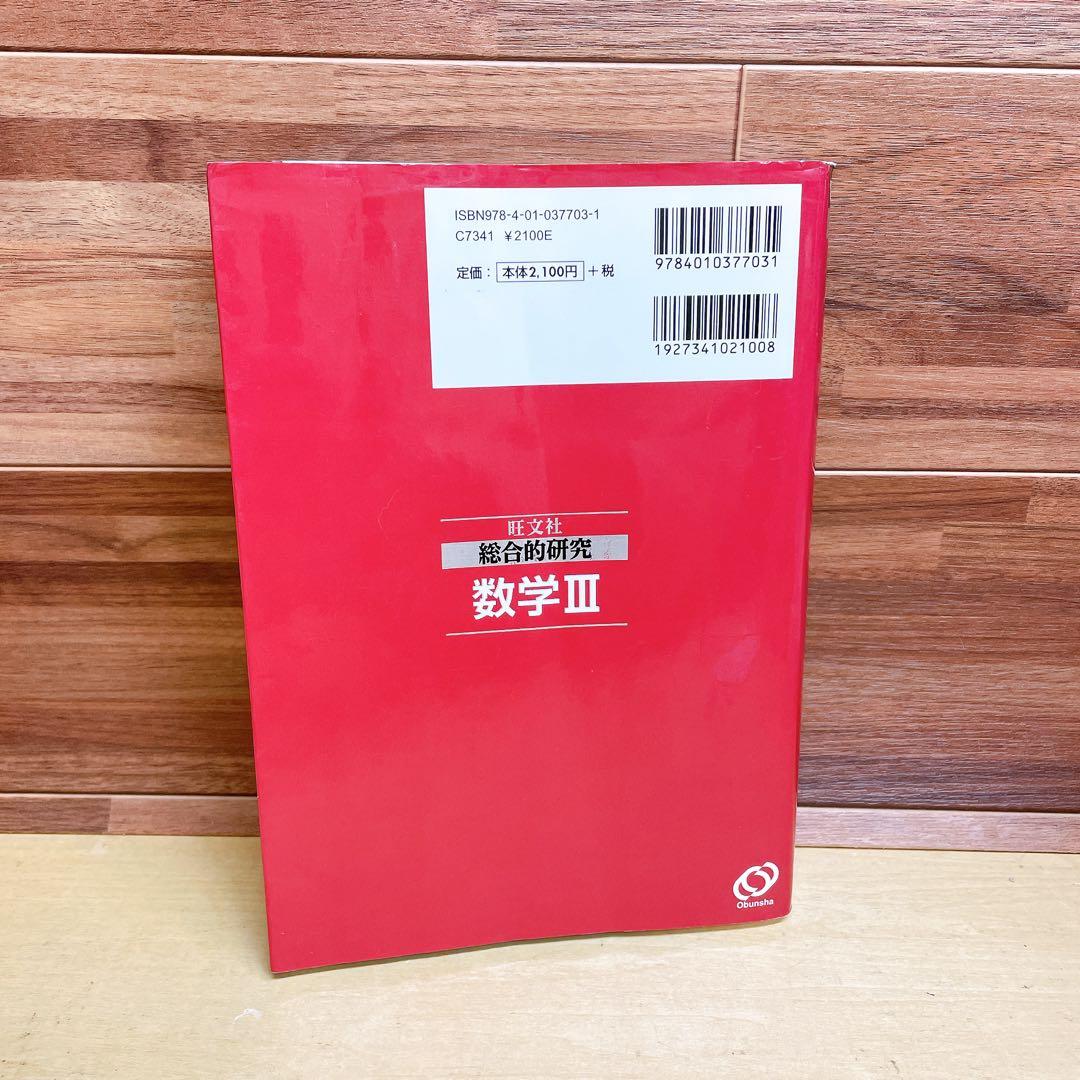 ISBN978-4-01-037703-1
C7341 ￥2100E
定価：本体2,100円＋税
9784010377031
1927341021008
旺文社
総合的研究
数学III
Obunsha